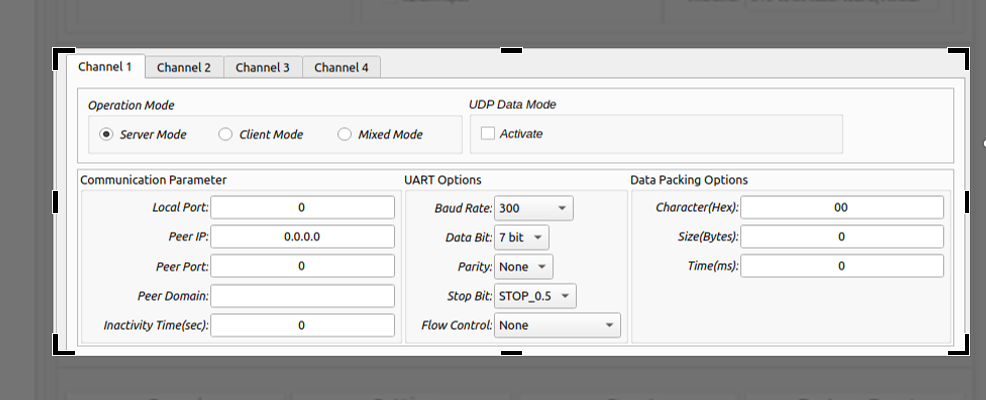 Channel 1
Channel 2
Channel 3
Channel 4
Operation Mode
Server Mode
Client Mode
Mixed Mode
UDP Data Mode
Activate
Communication Parameter
Local Port: 0
Peer IP: 0.0.0.0
Peer Port: 0
Peer Domain:
Inactivity Time(sec): 0
UART Options
Baud Rate: 300
Data Bit: 7 bit
Parity: None
Stop Bit: STOP_0.5
Flow Control: None
Data Packing Options
Character(Hex): 00
Size(Bytes): 0
Time(ms): 0